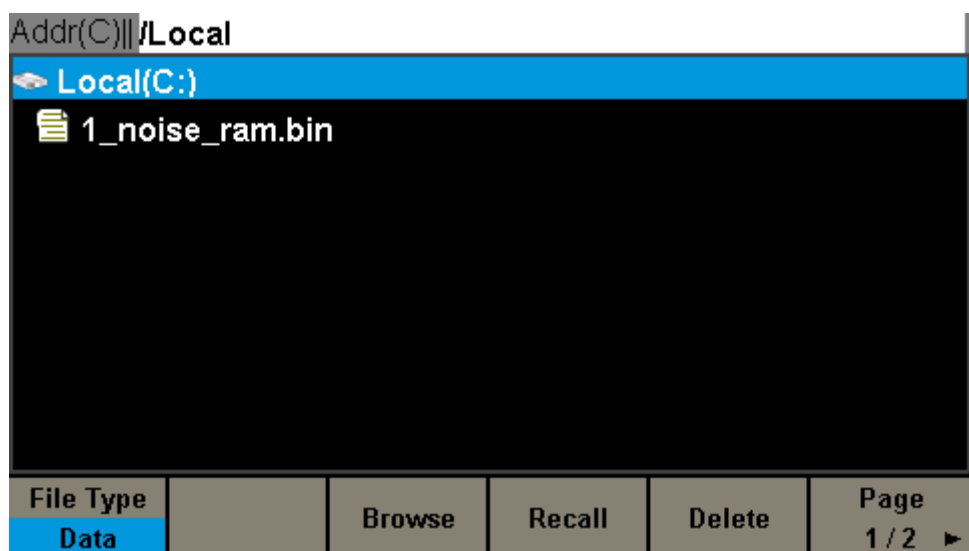 Addr(C)|| /Local
Local(C:)
1_noise_ram.bin
File Type
Data
Browse
Recall
Delete
Page
1 / 2 ►